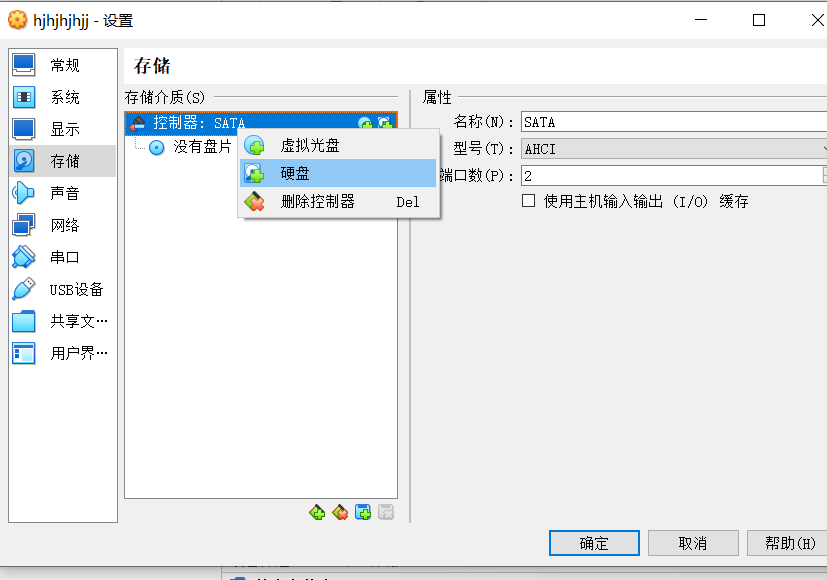 hjhjhjhjj - 设置
常规
系统
显示
存储
声音
网络
串口
USB设备
共享文…
用户界…
存储
存储介质(S)
控制器: SATA
没有盘片
虚拟光盘
硬盘
删除控制器 Del
属性
名称(N): SATA
型号(T): AHCI
端口数(P): 2
使用主机输入输出 (I/O) 缓存
确定
取消
帮助(H)